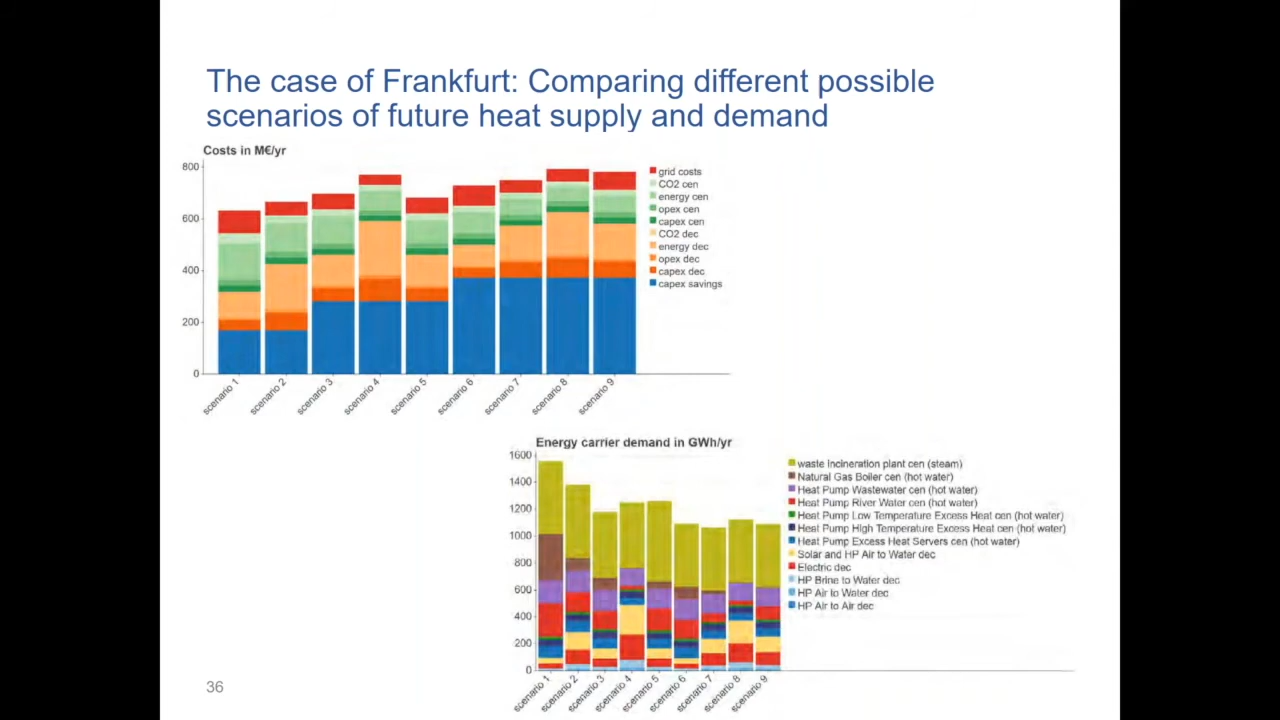 The case of Frankfurt: Comparing different possible
scenarios of future heat supply and demand
Costs in M€/yr
800
600
400
200
0
scenario 1
scenario 2
scenario 3
scenario 4
scenario 5
scenario 6
scenario 7
scenario 8
scenario 9
grid costs
CO2 cen
energy cen
opex cen
capex cen
CO2 dec
energy dec
opex dec
capex dec
capex savings
Energy carrier demand in GWh/yr
1600
1400
1200
1000
800
600
400
200
0
scenario 1
scenario 2
scenario 3
scenario 4
scenario 5
scenario 6
scenario 7
scenario 8
scenario 9
waste incineration plant cen (steam)
Natural Gas Boiler cen (hot water)
Heat Pump Wastewater cen (hot water)
Heat Pump River Water cen (hot water)
Heat Pump Low Temperature Excess Heat cen (hot water)
Heat Pump High Temperature Excess Heat cen (hot water)
Heat Pump Excess Heat Servers cen (hot water)
Solar and HP Air to Water dec
Electric dec
HP Brine to Water dec
HP Air to Water dec
HP Air to Air dec
36